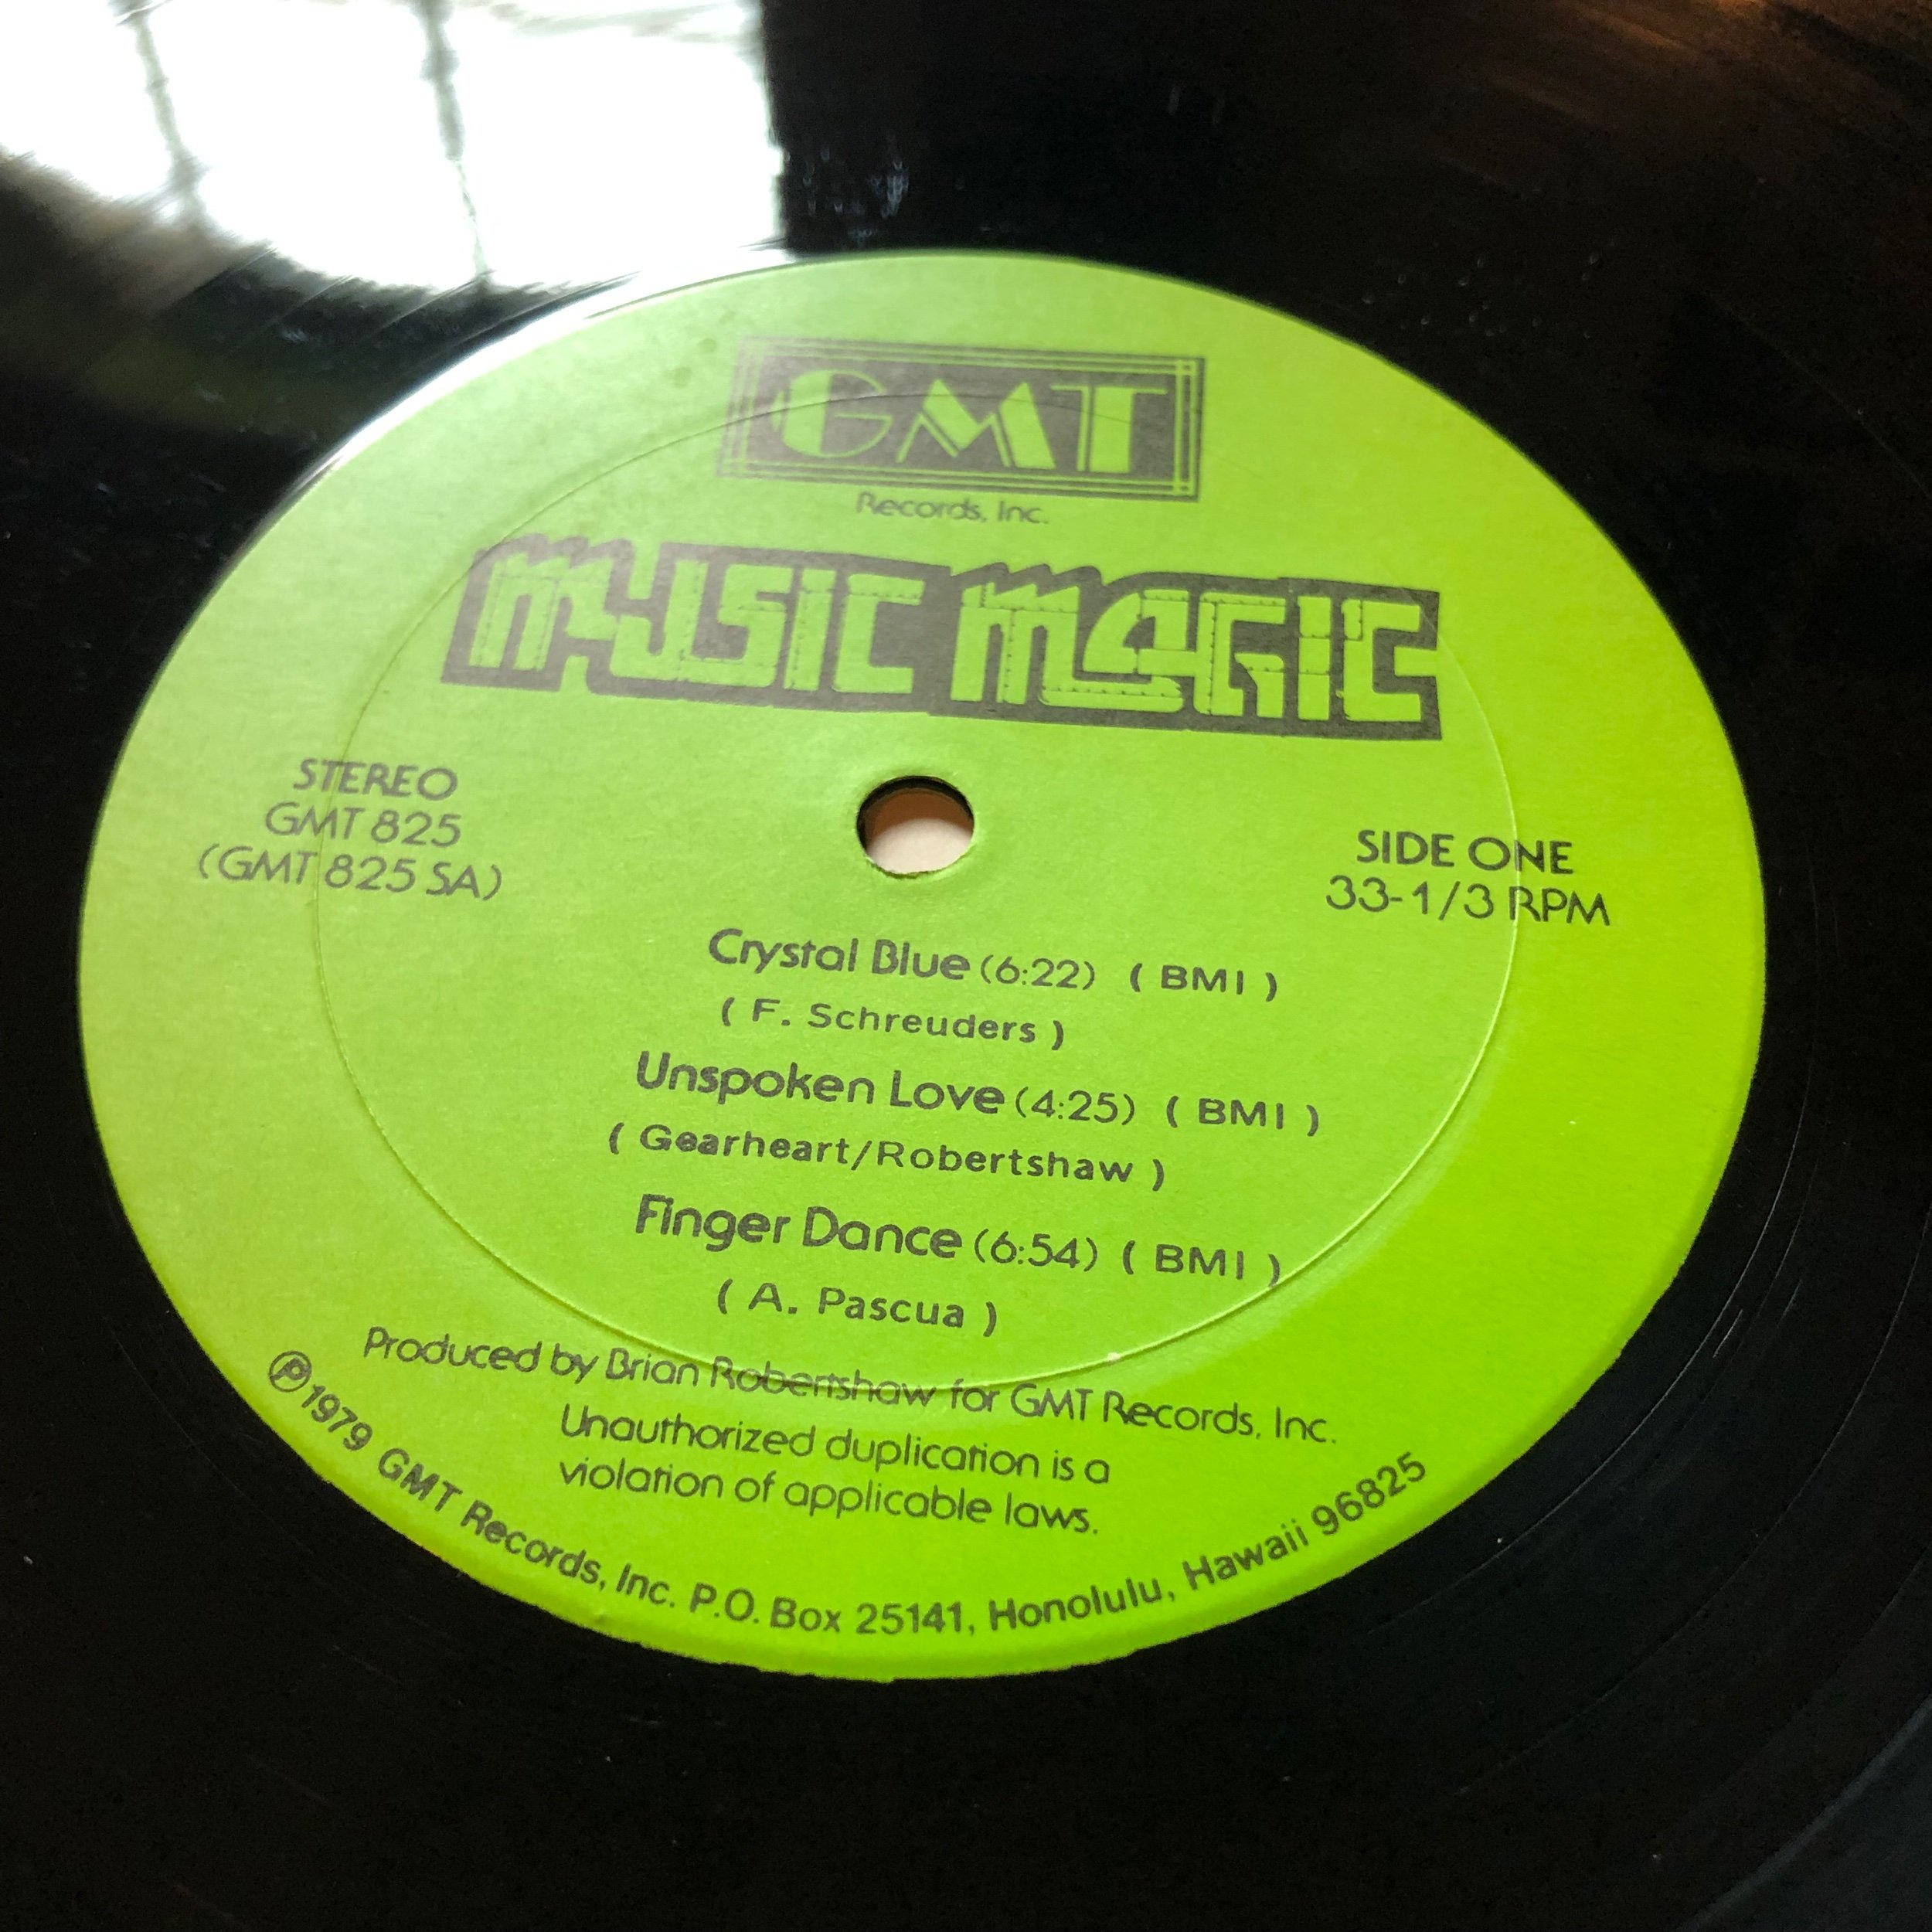 GMT
Records, Inc.
MUSIC MAGIC
STEREO
GMT 825
(GMT 825 SA)
SIDE ONE
33-1/3 RPM
Crystal Blue (6:22) ( BMI )
( F. Schreuders )
Unspoken Love (4:25) ( BMI )
( Gearheart/Robertshaw )
Finger Dance (6:54) ( BMI )
( A. Pascua )
Produced by Brian Robertshaw for GMT Records, Inc.
Unauthorized duplication is a
violation of applicable laws.
℗1979 GMT Records, Inc. P.O. Box 25141, Honolulu, Hawaii 96825